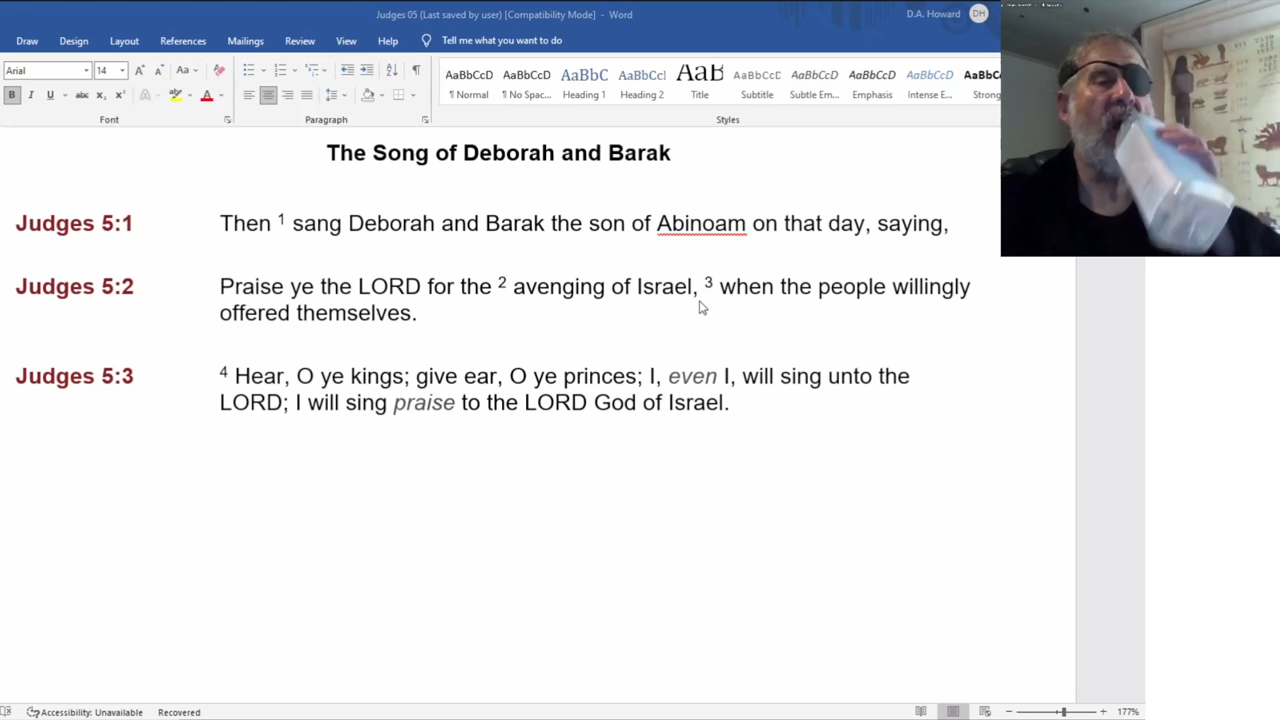 Judges 05 (Last saved by user) [Compatibility Mode] - Word
D.A. Howard DH
Draw Design Layout References Mailings Review View Help Tell me what you want to do
Arial 14 Aa
AaBbCcD AaBbCcD AaBbC AaBbCcI AaB AaBbCcD AaBbCcD AaBbCcD AaBbCcD AaBbCc
¶ Normal ¶ No Spac... Heading 1 Heading 2 Title Subtitle Subtle Em... Emphasis Intense E... Strong
Font Paragraph Styles
The Song of Deborah and Barak
Judges 5:1 Then 1 sang Deborah and Barak the son of Abinoam on that day, saying,
Judges 5:2 Praise ye the LORD for the 2 avenging of Israel, 3 when the people willingly
offered themselves.
Judges 5:3 4 Hear, O ye kings; give ear, O ye princes; I, even I, will sing unto the
LORD; I will sing praise to the LORD God of Israel.
Accessibility: Unavailable Recovered 177%